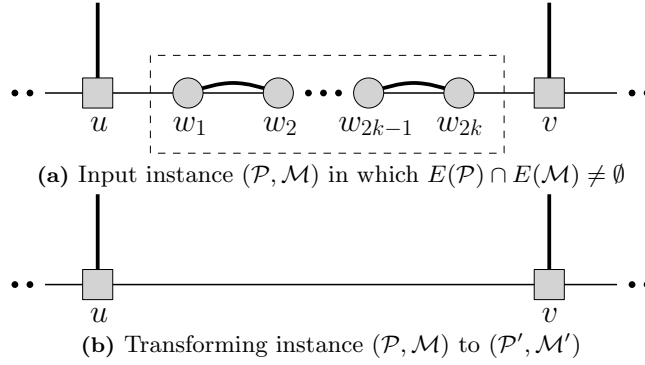 u w₁ w₂ w₂ₖ₋₁ w₂ₖ v
(a) Input instance (𝒫, ℳ) in which E(𝒫) ∩ E(ℳ) ≠ ∅
u v
(b) Transforming instance (𝒫, ℳ) to (𝒫′, ℳ′)